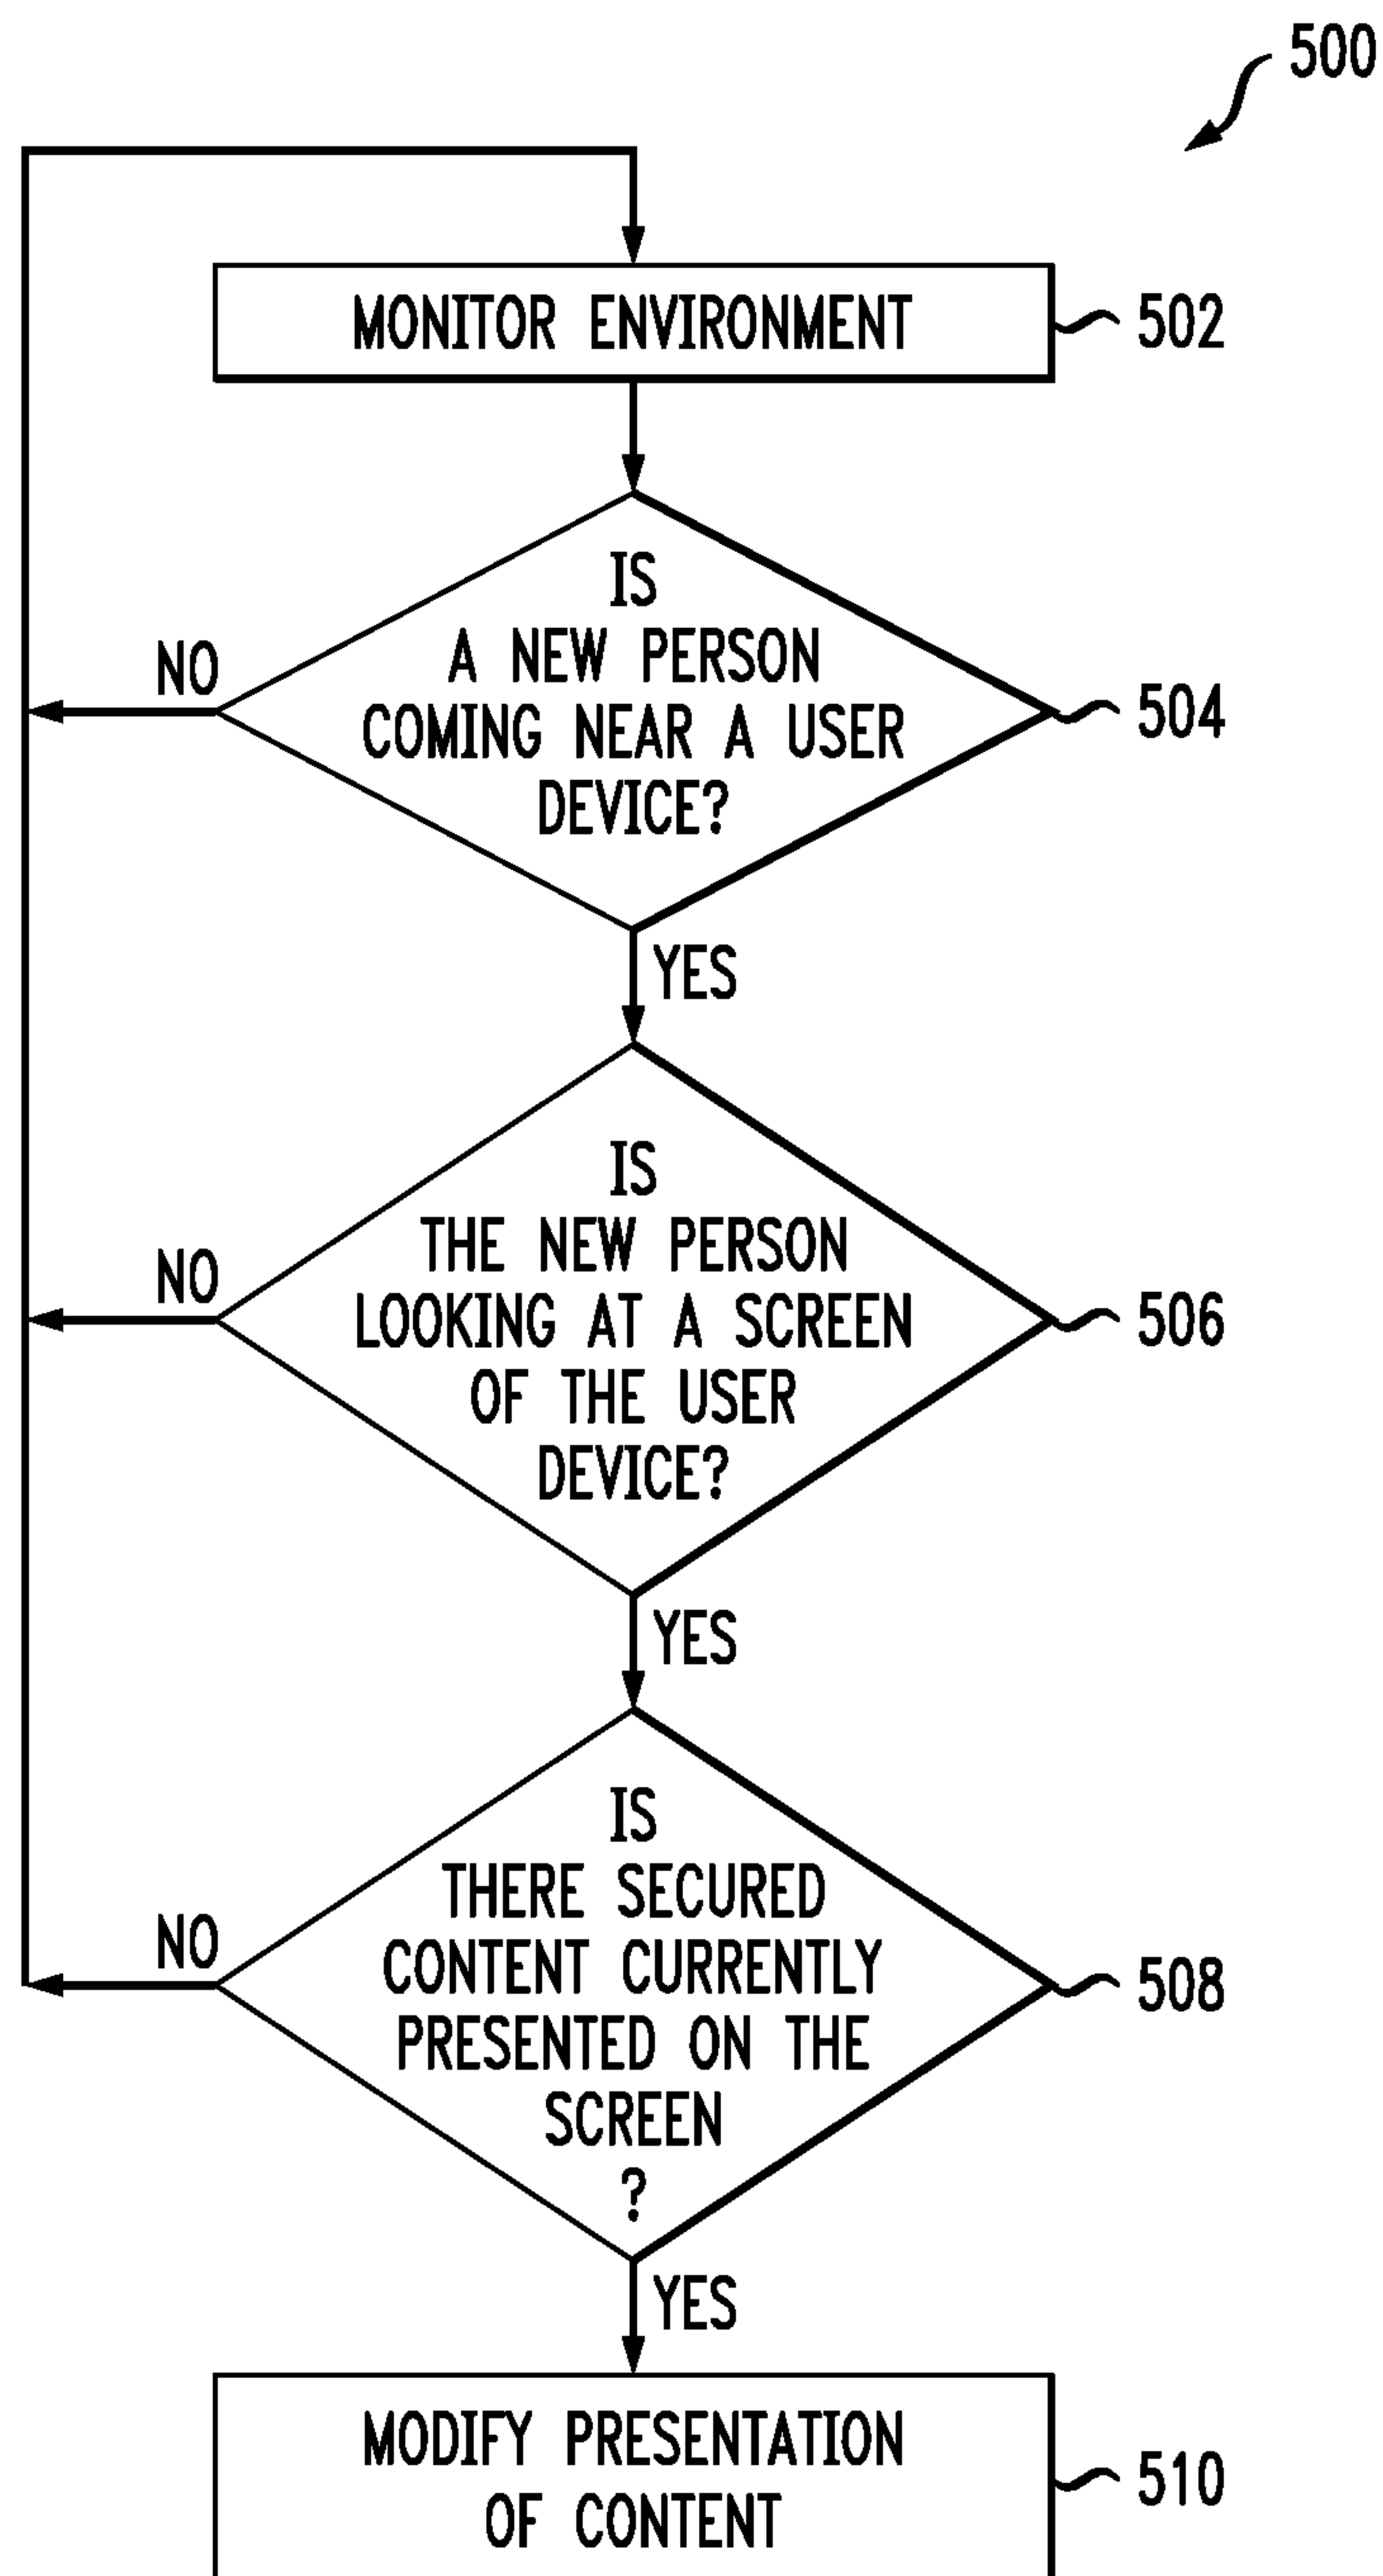 500
MONITOR ENVIRONMENT
502
IS
A NEW PERSON
COMING NEAR A USER
DEVICE?
NO
504
YES
IS
THE NEW PERSON
LOOKING AT A SCREEN
OF THE USER
DEVICE?
NO
506
YES
IS
THERE SECURED
CONTENT CURRENTLY
PRESENTED ON THE
SCREEN
?
NO
508
YES
MODIFY PRESENTATION
OF CONTENT
510